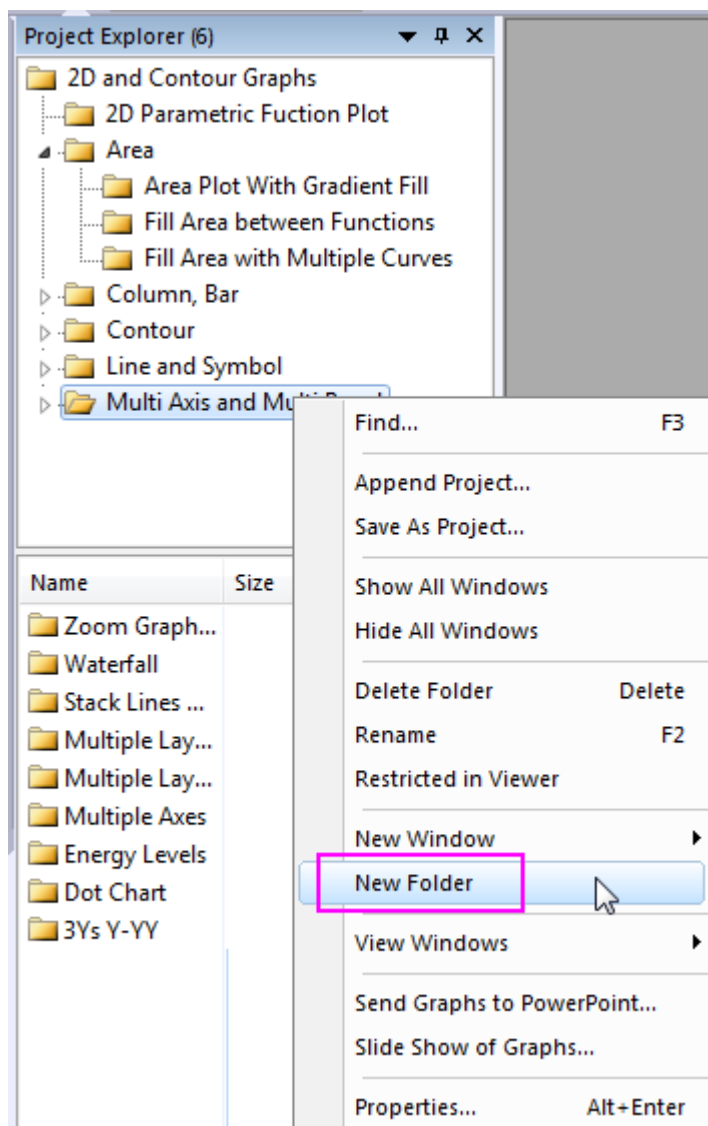 Project Explorer (6)
2D and Contour Graphs
2D Parametric Fuction Plot
Area
Area Plot With Gradient Fill
Fill Area between Functions
Fill Area with Multiple Curves
Column, Bar
Contour
Line and Symbol
Multi Axis and
Find... F3
Append Project...
Save As Project...
Show All Windows
Hide All Windows
Delete Folder Delete
Rename F2
Restricted in Viewer
New Window
New Folder
View Windows
Send Graphs to PowerPoint...
Slide Show of Graphs...
Properties... Alt+Enter
Name Size
Zoom Graph...
Waterfall
Stack Lines ...
Multiple Lay...
Multiple Lay...
Multiple Axes
Energy Levels
Dot Chart
3Ys Y-YY